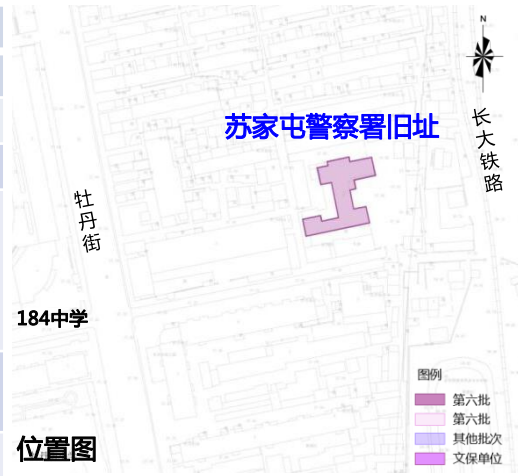 N
苏家屯警察署旧址
长大铁路
牡丹街
184中学
图例
第六批
第六批
其他批次
文保单位
位置图